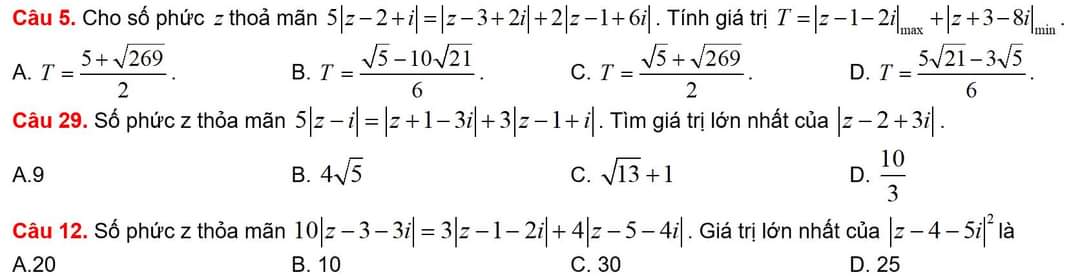 Câu 5. Cho số phức z thoả mãn 5|z − 2 + i| = |z − 3 + 2i| + 2|z − 1 + 6i|. Tính giá trị T = |z − 1 − 2i|_max + |z + 3 − 8i|_min.
A. T = (5 + √269)/2. B. T = (√5 − 10√21)/6. C. T = (√5 + √269)/2. D. T = (5√21 − 3√5)/6.
Câu 29. Số phức z thỏa mãn 5|z − i| = |z + 1 − 3i| + 3|z − 1 + i|. Tìm giá trị lớn nhất của |z − 2 + 3i|.
A.9 B. 4√5 C. √13 + 1 D. 10/3
Câu 12. Số phức z thỏa mãn 10|z − 3 − 3i| = 3|z − 1 − 2i| + 4|z − 5 − 4i|. Giá trị lớn nhất của |z − 4 − 5i|² là
A.20 B. 10 C. 30 D. 25